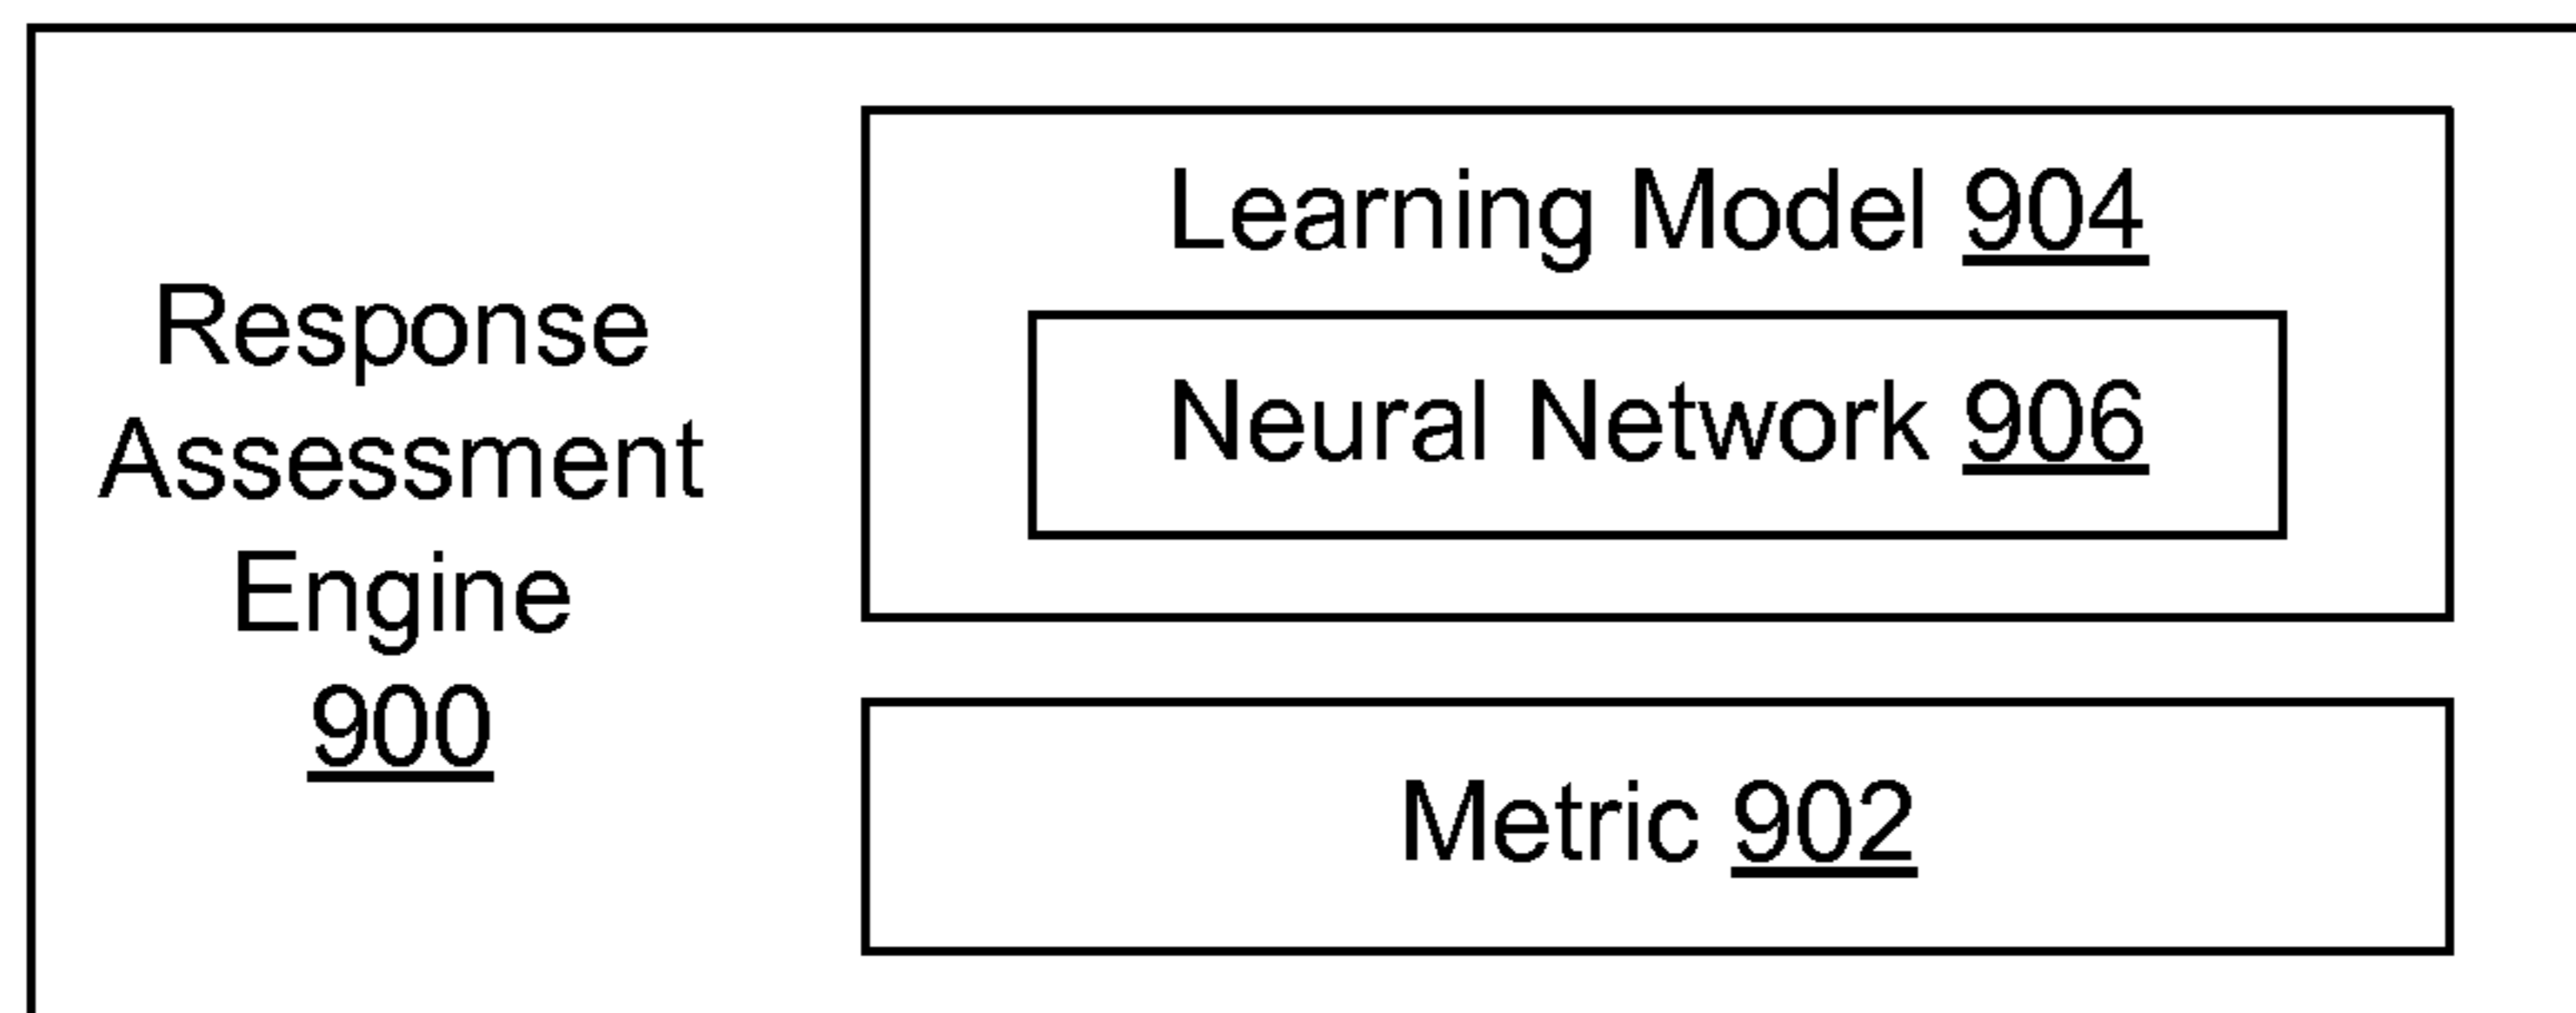 Response
Assessment
Engine
900
Learning Model 904
Neural Network 906
Metric 902